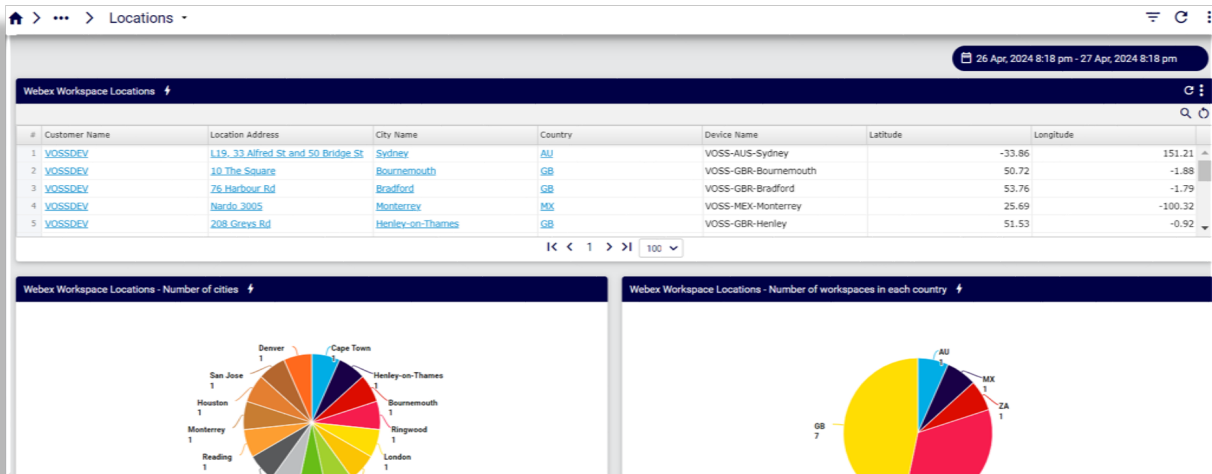 Locations
26 Apr, 2024 8:18 pm - 27 Apr, 2024 8:18 pm
Webex Workspace Locations
# Customer Name Location Address City Name Country Device Name Latitude Longitude
1 VOSSDEV L19, 33 Alfred St and 50 Bridge St Sydney AU VOSS-AUS-Sydney -33.86 151.21
2 VOSSDEV 10 The Square Bournemouth GB VOSS-GBR-Bournemouth 50.72 -1.88
3 VOSSDEV 76 Harbour Rd Bradford GB VOSS-GBR-Bradford 53.76 -1.79
4 VOSSDEV Nardo 3005 Monterrey MX VOSS-MEX-Monterrey 25.69 -100.32
5 VOSSDEV 208 Greys Rd Henley-on-Thames GB VOSS-GBR-Henley 51.53 -0.92
1 100
Webex Workspace Locations - Number of cities
Denver
1
Cape Town
1
San Jose
1
Henley-on-Thames
1
Houston
1
Bournemouth
1
Monterrey
1
Ringwood
1
Reading
1
London
1
Webex Workspace Locations - Number of workspaces in each country
AU
1
MX
1
ZA
1
GB
7